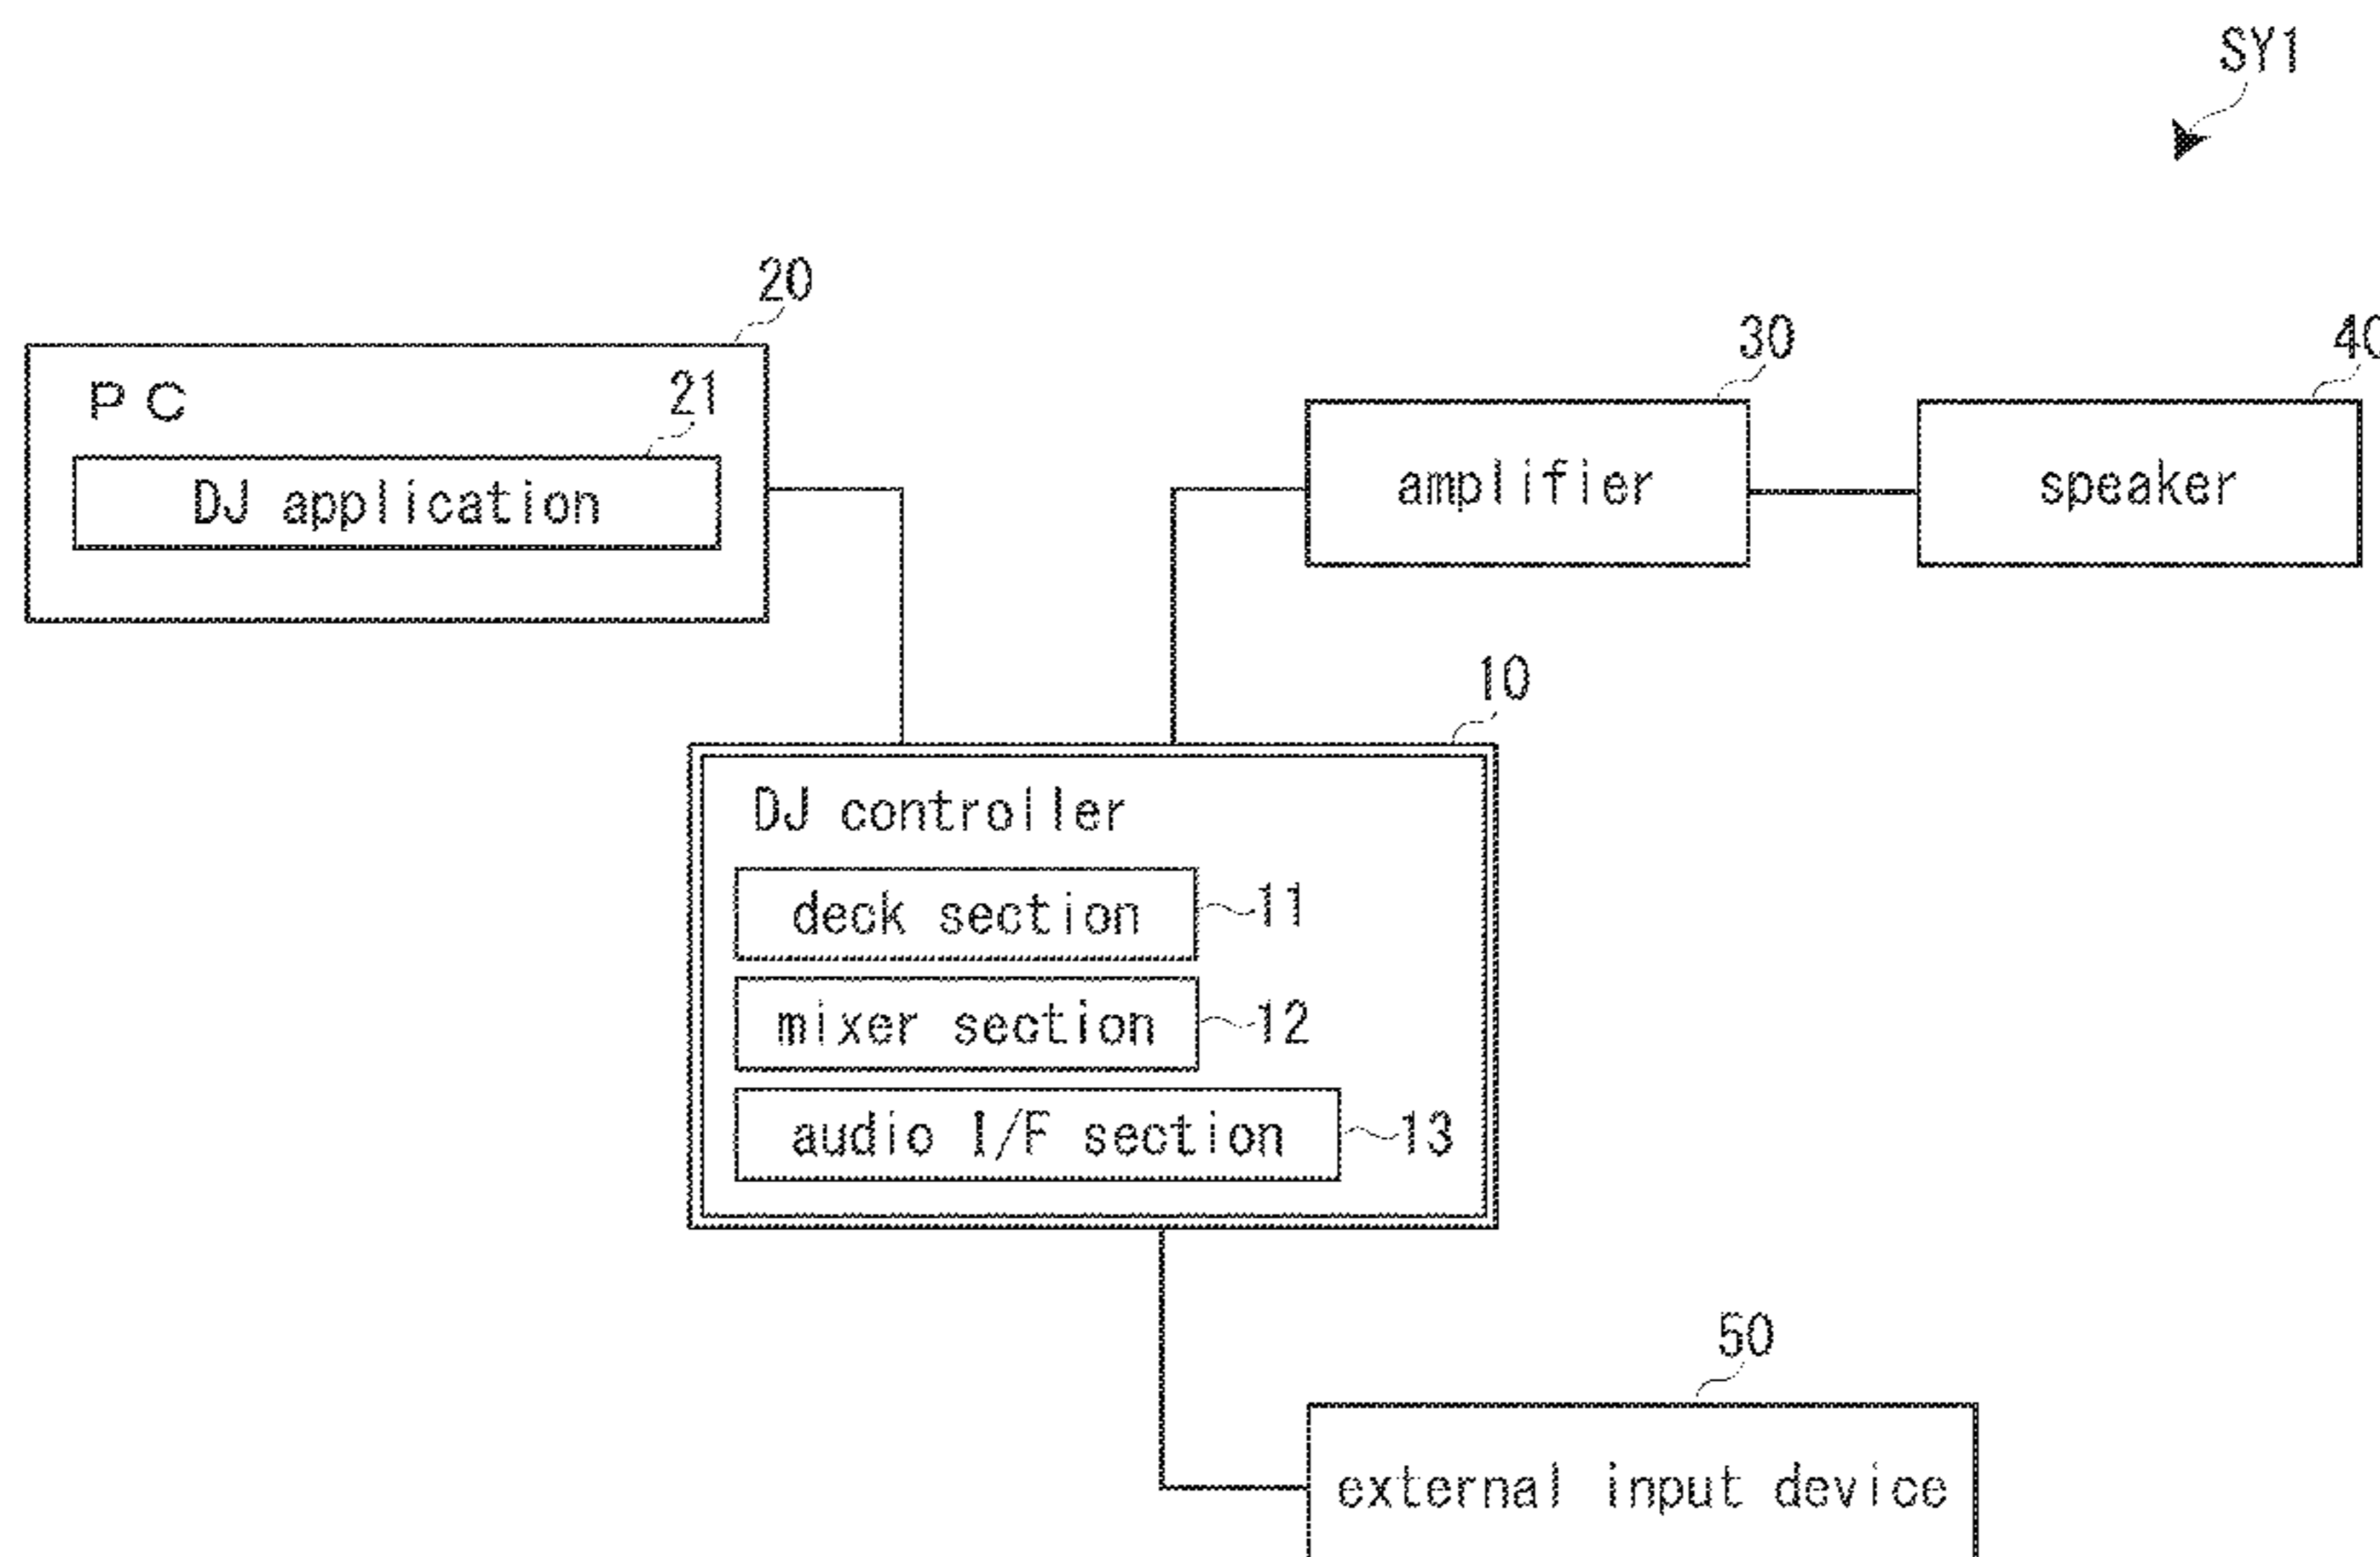 SY1
20
30
40
PC
21
DJ application
amplifier
speaker
10
DJ controller
deck section
11
mixer section
12
audio I/F section
13
50
external input device